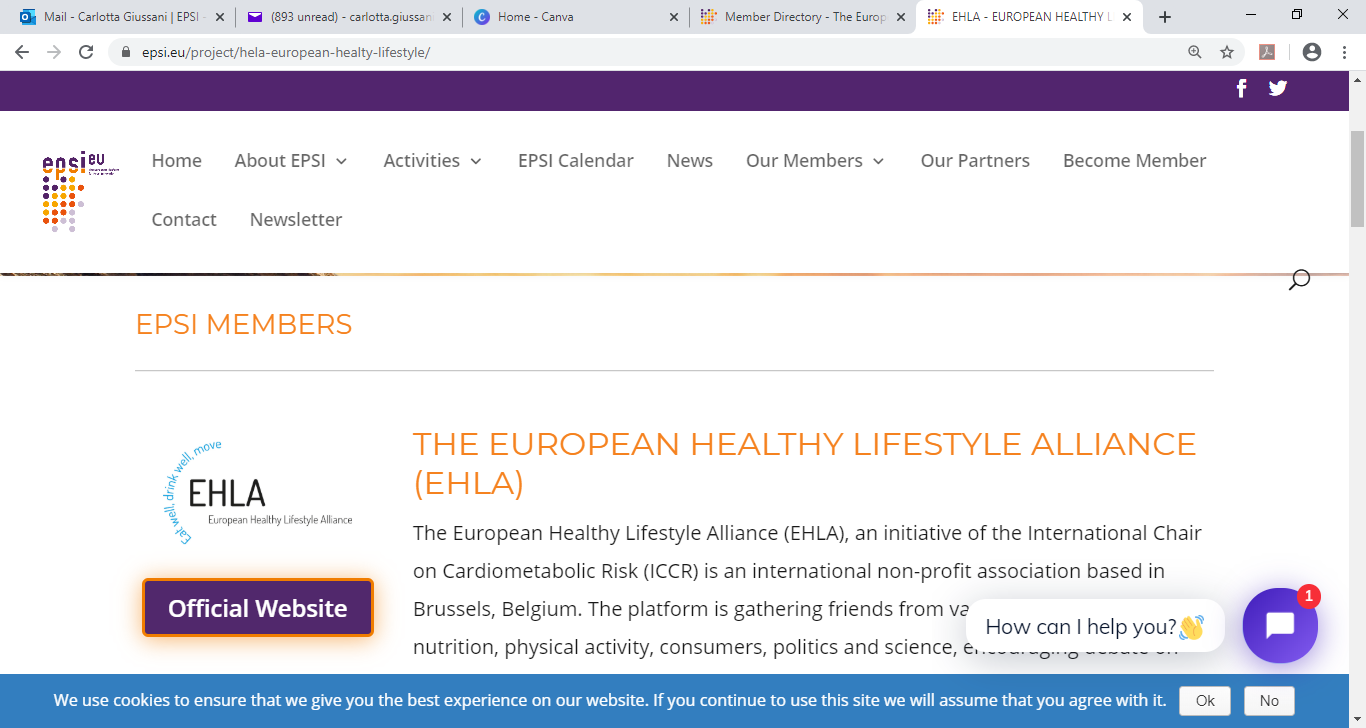 Mail - Carlotta Giussani | EPSI -
(893 unread) - carlotta.giussan
Home - Canva
Member Directory - The Europ
EHLA - EUROPEAN HEALTHY L
epsi.eu/project/hela-european-healty-lifestyle/
epsi eu
Home About EPSI Activities EPSI Calendar News Our Members Our Partners Become Member
Contact Newsletter
EPSI MEMBERS
Eat well, drink well, move
EHLA
European Healthy Lifestyle Alliance
Official Website
THE EUROPEAN HEALTHY LIFESTYLE ALLIANCE
(EHLA)
The European Healthy Lifestyle Alliance (EHLA), an initiative of the International Chair
on Cardiometabolic Risk (ICCR) is an international non-profit association based in
Brussels, Belgium. The platform is gathering friends from va
nutrition, physical activity, consumers, politics and science, encouraging debate on
How can I help you?👋
1
We use cookies to ensure that we give you the best experience on our website. If you continue to use this site we will assume that you agree with it. Ok No